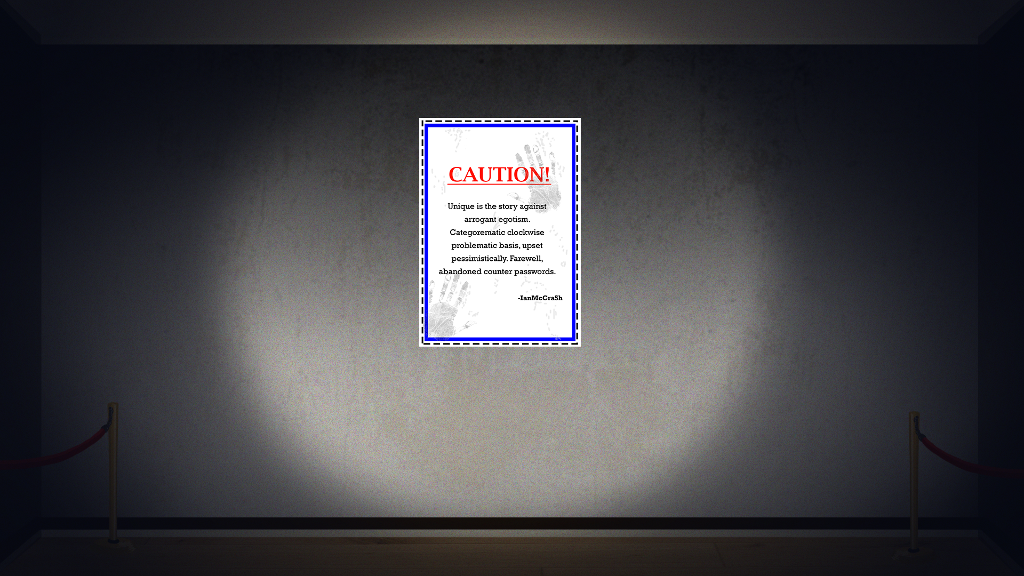 CAUTION!
Unique is the story against
arrogant egotism.
Categorematic clockwise
problematic basis, upset
pessimistically. Farewell,
abandoned counter passwords.
-IanMcCraSh